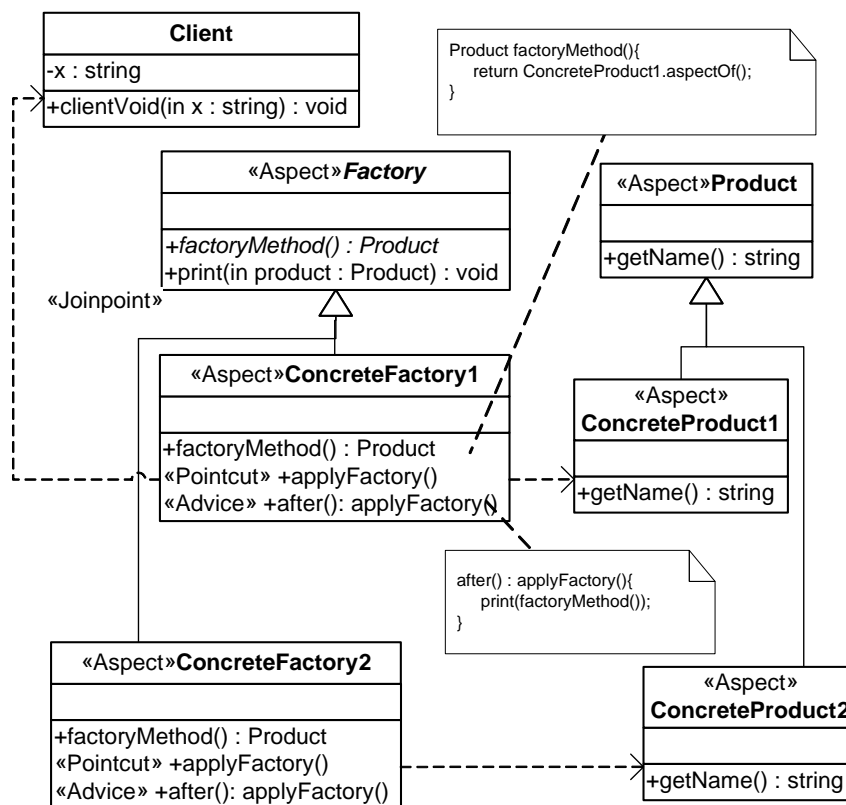 Client
-x : string
+clientVoid(in x : string) : void
Product factoryMethod(){
return ConcreteProduct1.aspectOf();
}
«Aspect»Factory
+factoryMethod() : Product
+print(in product : Product) : void
«Aspect»Product
+getName() : string
«Joinpoint»
«Aspect»ConcreteFactory1
+factoryMethod() : Product
«Pointcut» +applyFactory()
«Advice» +after(): applyFactory()
«Aspect»
ConcreteProduct1
+getName() : string
after() : applyFactory(){
print(factoryMethod());
}
«Aspect»ConcreteFactory2
+factoryMethod() : Product
«Pointcut» +applyFactory()
«Advice» +after(): applyFactory()
«Aspect»
ConcreteProduct2
+getName() : string